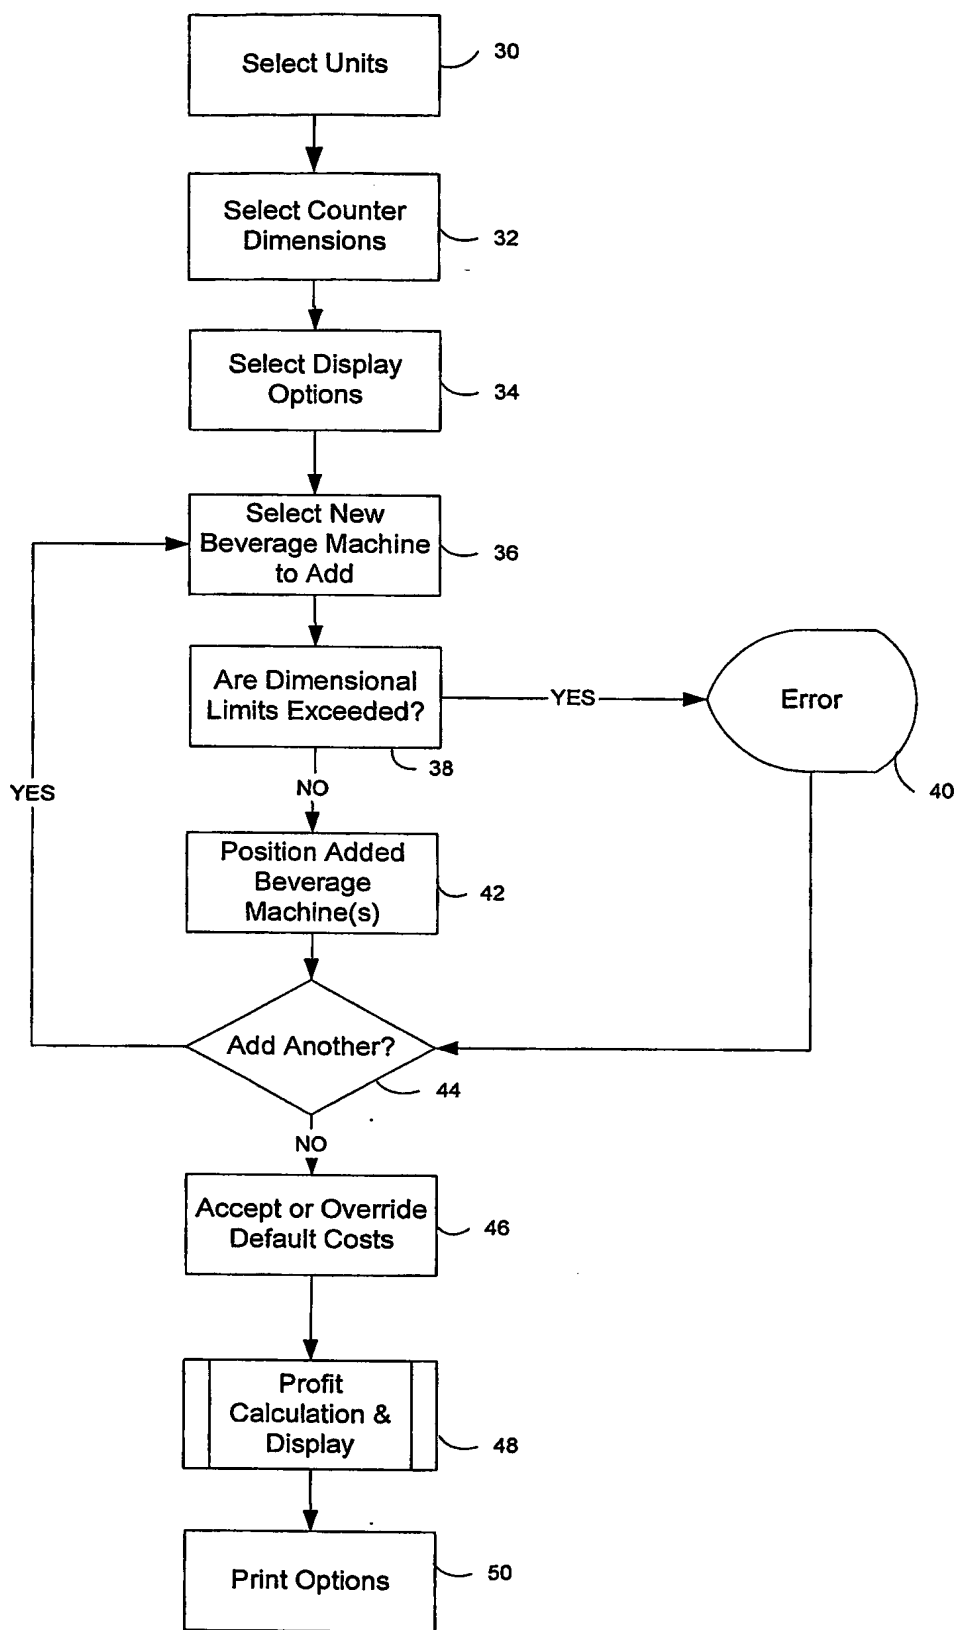 Select Units
30
Select Counter
Dimensions
32
Select Display
Options
34
Select New
Beverage Machine
to Add
36
Are Dimensional
Limits Exceeded?
38
YES
Error
40
NO
YES
Position Added
Beverage
Machine(s)
42
Add Another?
44
NO
Accept or Override
Default Costs
46
Profit
Calculation &
Display
48
Print Options
50